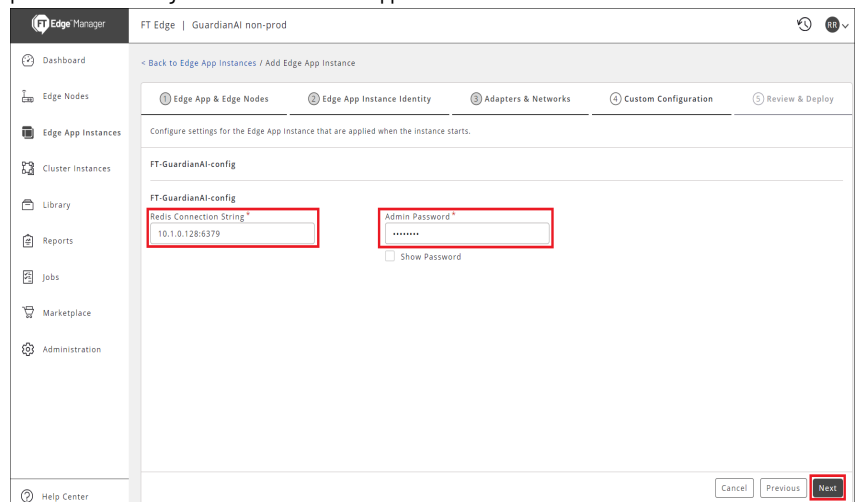 FT Edge™ Manager
FT Edge | GuardianAI non-prod
RR
Dashboard
Edge Nodes
Edge App Instances
Cluster Instances
Library
Reports
Jobs
Marketplace
Administration
Help Center
< Back to Edge App Instances / Add Edge App Instance
1 Edge App & Edge Nodes
2 Edge App Instance Identity
3 Adapters & Networks
4 Custom Configuration
5 Review & Deploy
Configure settings for the Edge App instance that are applied when the instance starts.
FT-GuardianAI-config
FT-GuardianAI-config
Redis Connection String *
10.1.0.128:6379
Admin Password *
••••••••
Show Password
Cancel
Previous
Next